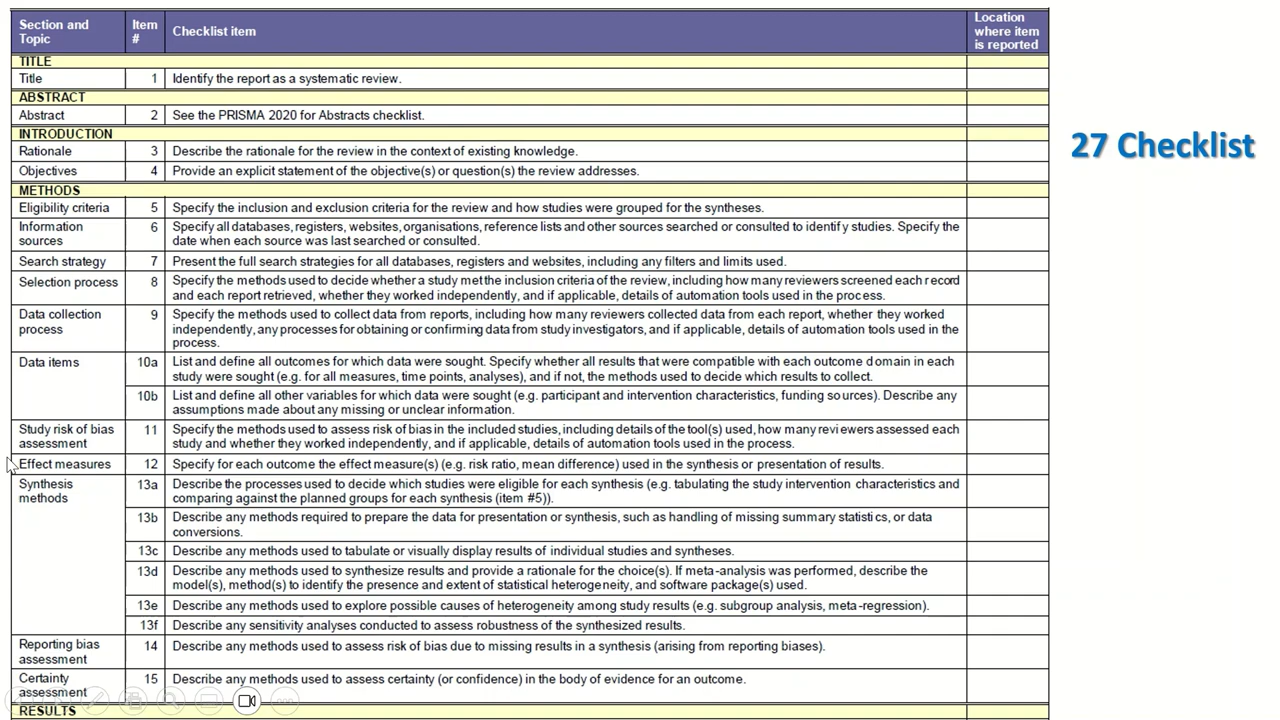 Section and Topic
Item #
Checklist item
Location where item is reported
TITLE
Title 1 Identify the report as a systematic review.
ABSTRACT
Abstract 2 See the PRISMA 2020 for Abstracts checklist.
INTRODUCTION
Rationale 3 Describe the rationale for the review in the context of existing knowledge.
Objectives 4 Provide an explicit statement of the objective(s) or question(s) the review addresses.
METHODS
Eligibility criteria 5 Specify the inclusion and exclusion criteria for the review and how studies were grouped for the syntheses.
Information sources 6 Specify all databases, registers, websites, organisations, reference lists and other sources searched or consulted to identify studies. Specify the
date when each source was last searched or consulted.
Search strategy 7 Present the full search strategies for all databases, registers and websites, including any filters and limits used.
Selection process 8 Specify the methods used to decide whether a study met the inclusion criteria of the review, including how many reviewers screened each record
and each report retrieved, whether they worked independently, and if applicable, details of automation tools used in the process.
Data collection process 9 Specify the methods used to collect data from reports, including how many reviewers collected data from each report, whether they worked
independently, any processes for obtaining or confirming data from study investigators, and if applicable, details of automation tools used in the
process.
Data items 10a List and define all outcomes for which data were sought. Specify whether all results that were compatible with each outcome domain in each
study were sought (e.g. for all measures, time points, analyses), and if not, the methods used to decide which results to collect.
10b List and define all other variables for which data were sought (e.g. participant and intervention characteristics, funding sources). Describe any
assumptions made about any missing or unclear information.
Study risk of bias assessment 11 Specify the methods used to assess risk of bias in the included studies, including details of the tool(s) used, how many reviewers assessed each
study and whether they worked independently, and if applicable, details of automation tools used in the process.
Effect measures 12 Specify for each outcome the effect measure(s) (e.g. risk ratio, mean difference) used in the synthesis or presentation of results.
Synthesis methods 13a Describe the processes used to decide which studies were eligible for each synthesis (e.g. tabulating the study intervention characteristics and
comparing against the planned groups for each synthesis (item #5)).
13b Describe any methods required to prepare the data for presentation or synthesis, such as handling of missing summary statistics, or data
conversions.
13c Describe any methods used to tabulate or visually display results of individual studies and syntheses.
13d Describe any methods used to synthesize results and provide a rationale for the choice(s). If meta-analysis was performed, describe the
model(s), method(s) to identify the presence and extent of statistical heterogeneity, and software package(s) used.
13e Describe any methods used to explore possible causes of heterogeneity among study results (e.g. subgroup analysis, meta-regression).
13f Describe any sensitivity analyses conducted to assess robustness of the synthesized results.
Reporting bias assessment 14 Describe any methods used to assess risk of bias due to missing results in a synthesis (arising from reporting biases).
Certainty assessment 15 Describe any methods used to assess certainty (or confidence) in the body of evidence for an outcome.
RESULTS
27 Checklist